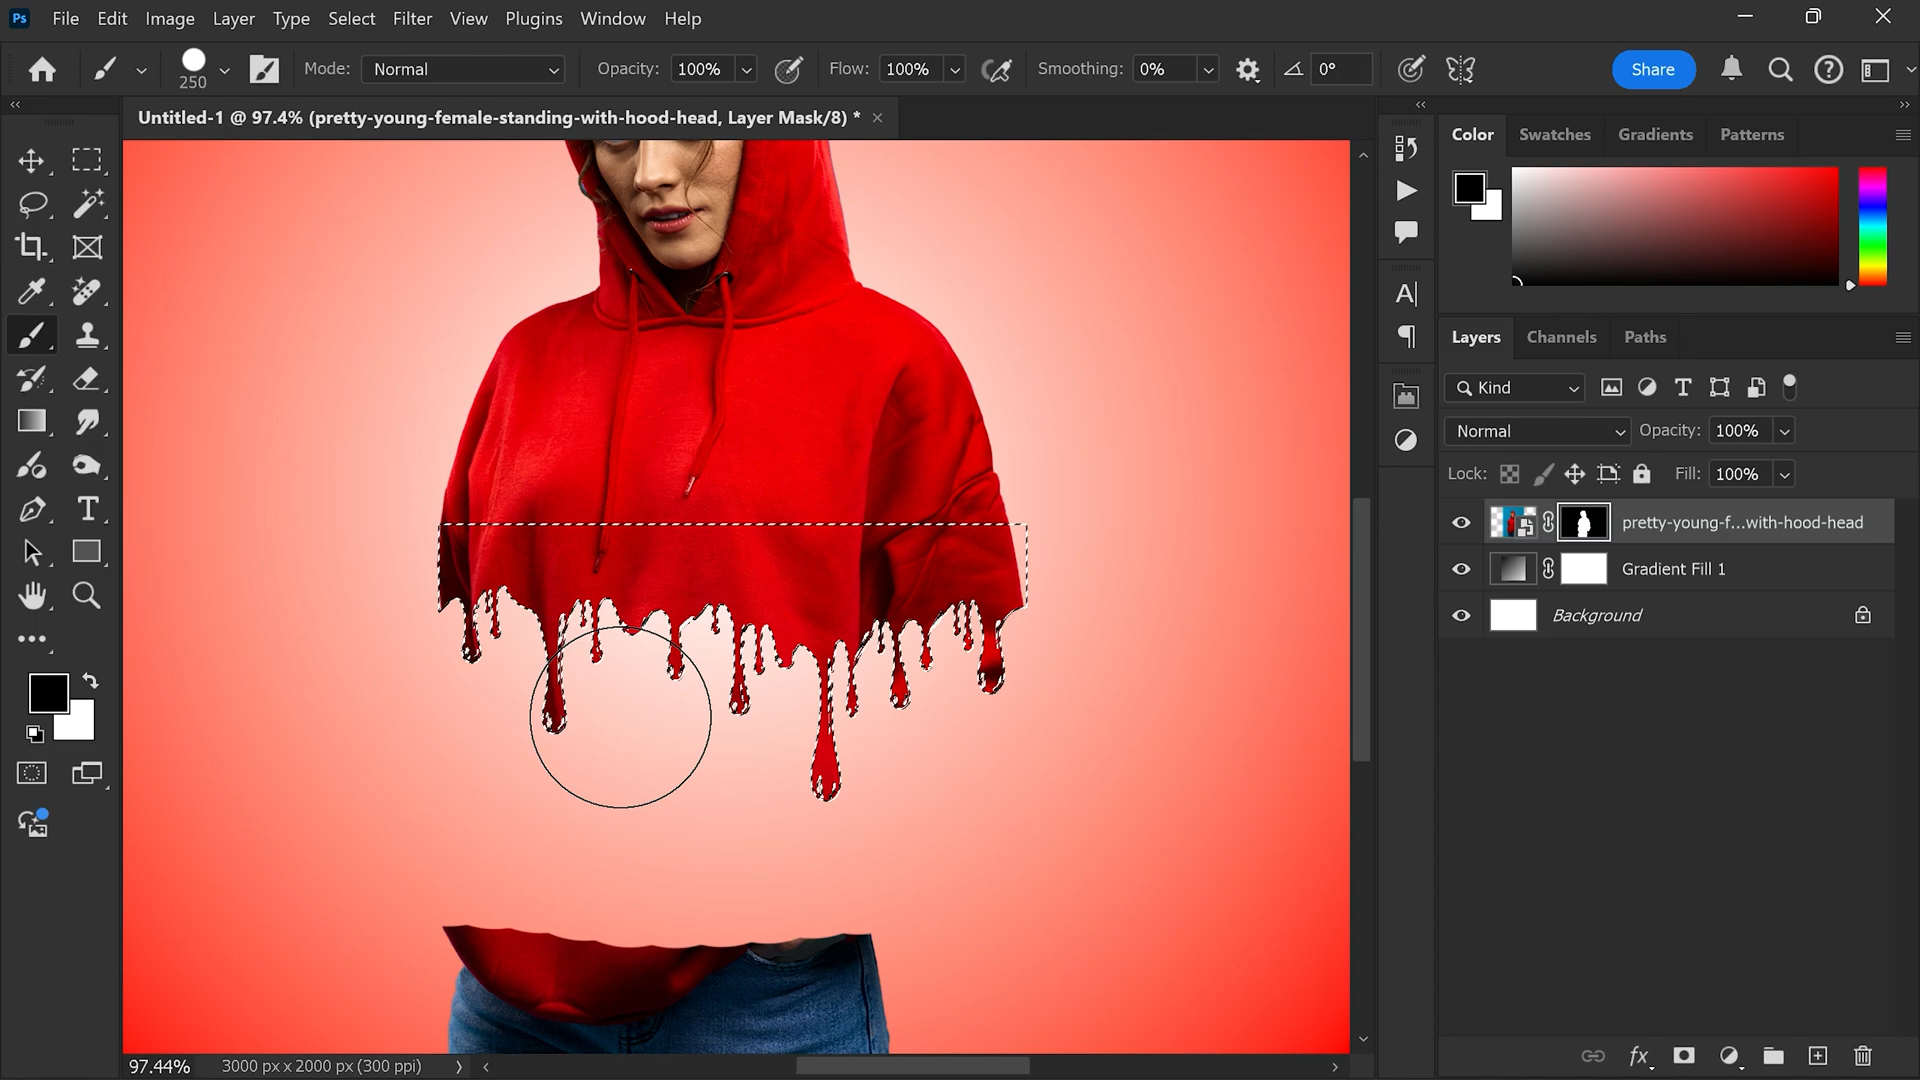 Ps File Edit Image Layer Type Select Filter View Plugins Window Help
250 Mode: Normal Opacity: 100% Flow: 100% Smoothing: 0% 0° Share
Untitled-1 @ 97.4% (pretty-young-female-standing-with-hood-head, Layer Mask/8) *
Color Swatches Gradients Patterns
Layers Channels Paths
Kind
Normal Opacity: 100%
Lock: Fill: 100%
pretty-young-f...with-hood-head
Gradient Fill 1
Background
97.44% 3000 px x 2000 px (300 ppi)